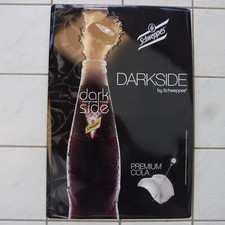 Schweppes
DARKSIDE
by Schweppes
dark
side
PREMIUM
COLA